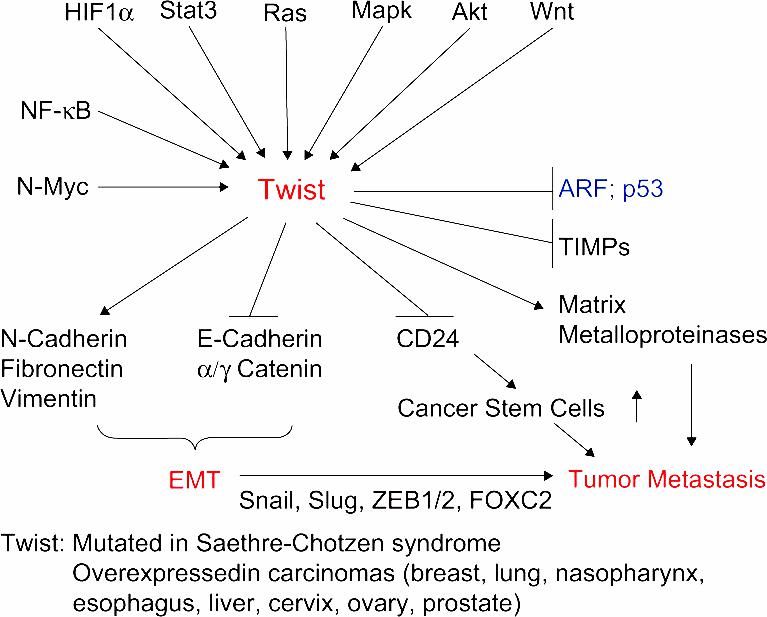 HIF1α Stat3 Ras Mapk Akt Wnt
NF-κB
N-Myc
Twist
ARF; p53
TIMPs
Matrix
Metalloproteinases
N-Cadherin
Fibronectin
Vimentin
E-Cadherin
α/γ Catenin
CD24
Cancer Stem Cells
EMT
Snail, Slug, ZEB1/2, FOXC2
Tumor Metastasis
Twist: Mutated in Saethre-Chotzen syndrome
Overexpressedin carcinomas (breast, lung, nasopharynx,
esophagus, liver, cervix, ovary, prostate)